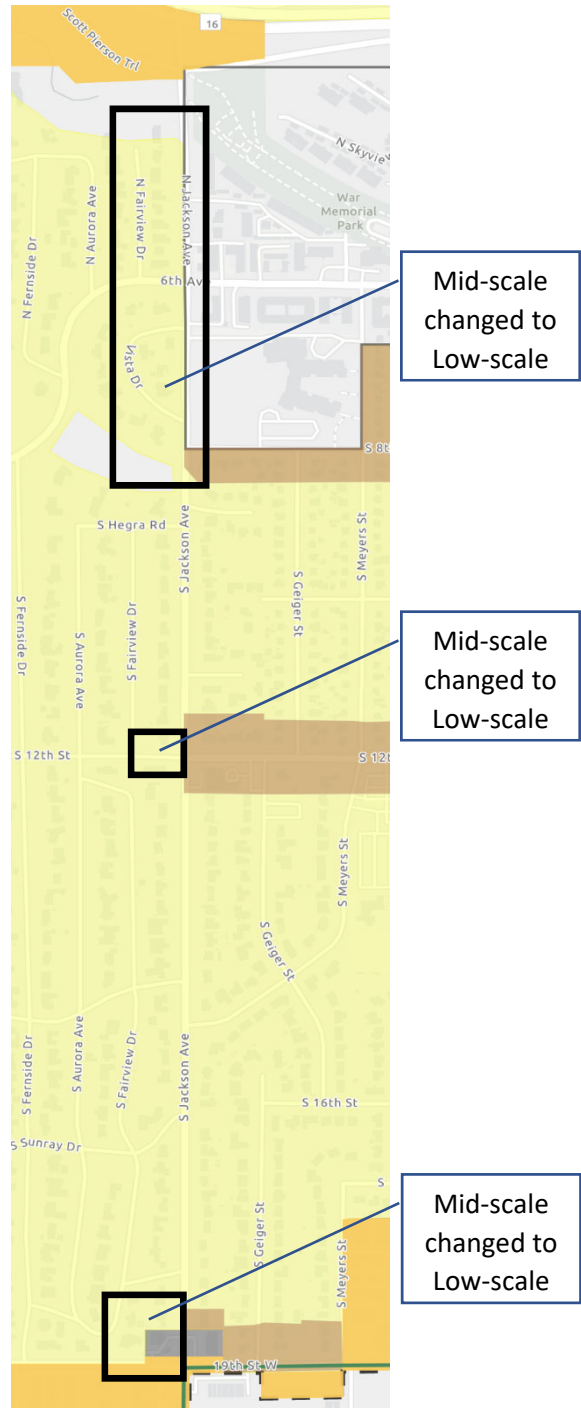 Scott Pierson Trl
16
N Skyview
War
Memorial
Park
N Aurora Ave
N Fairview Dr
N Jackson Ave
N Fernside Dr
6th Av
Mid-scale
changed to
Low-scale
Vista Dr
S 8th
S Hegra Rd
S Jackson Ave
S Meyers St
S Geiger St
S Fernside Dr
S Aurora Ave
S Fairview Dr
Mid-scale
changed to
Low-scale
S 12th St
S 12t
S Meyers St
S Geiger St
S Fernside Dr
S Aurora Ave
S Fairview Dr
S Jackson Ave
S 16th St
S Sunray Dr
S
Mid-scale
changed to
Low-scale
S Geiger St
S Meyers St
19th St W